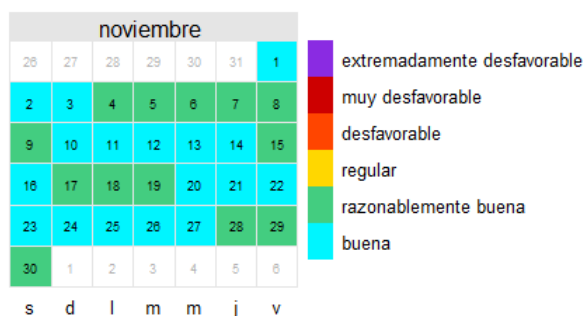 noviembre
26 27 28 29 30 31 1
2 3 4 5 6 7 8
9 10 11 12 13 14 15
16 17 18 19 20 21 22
23 24 25 26 27 28 29
30 1 2 3 4 5 6
s d l m m j v
extremadamente desfavorable
muy desfavorable
desfavorable
regular
razonablemente buena
buena